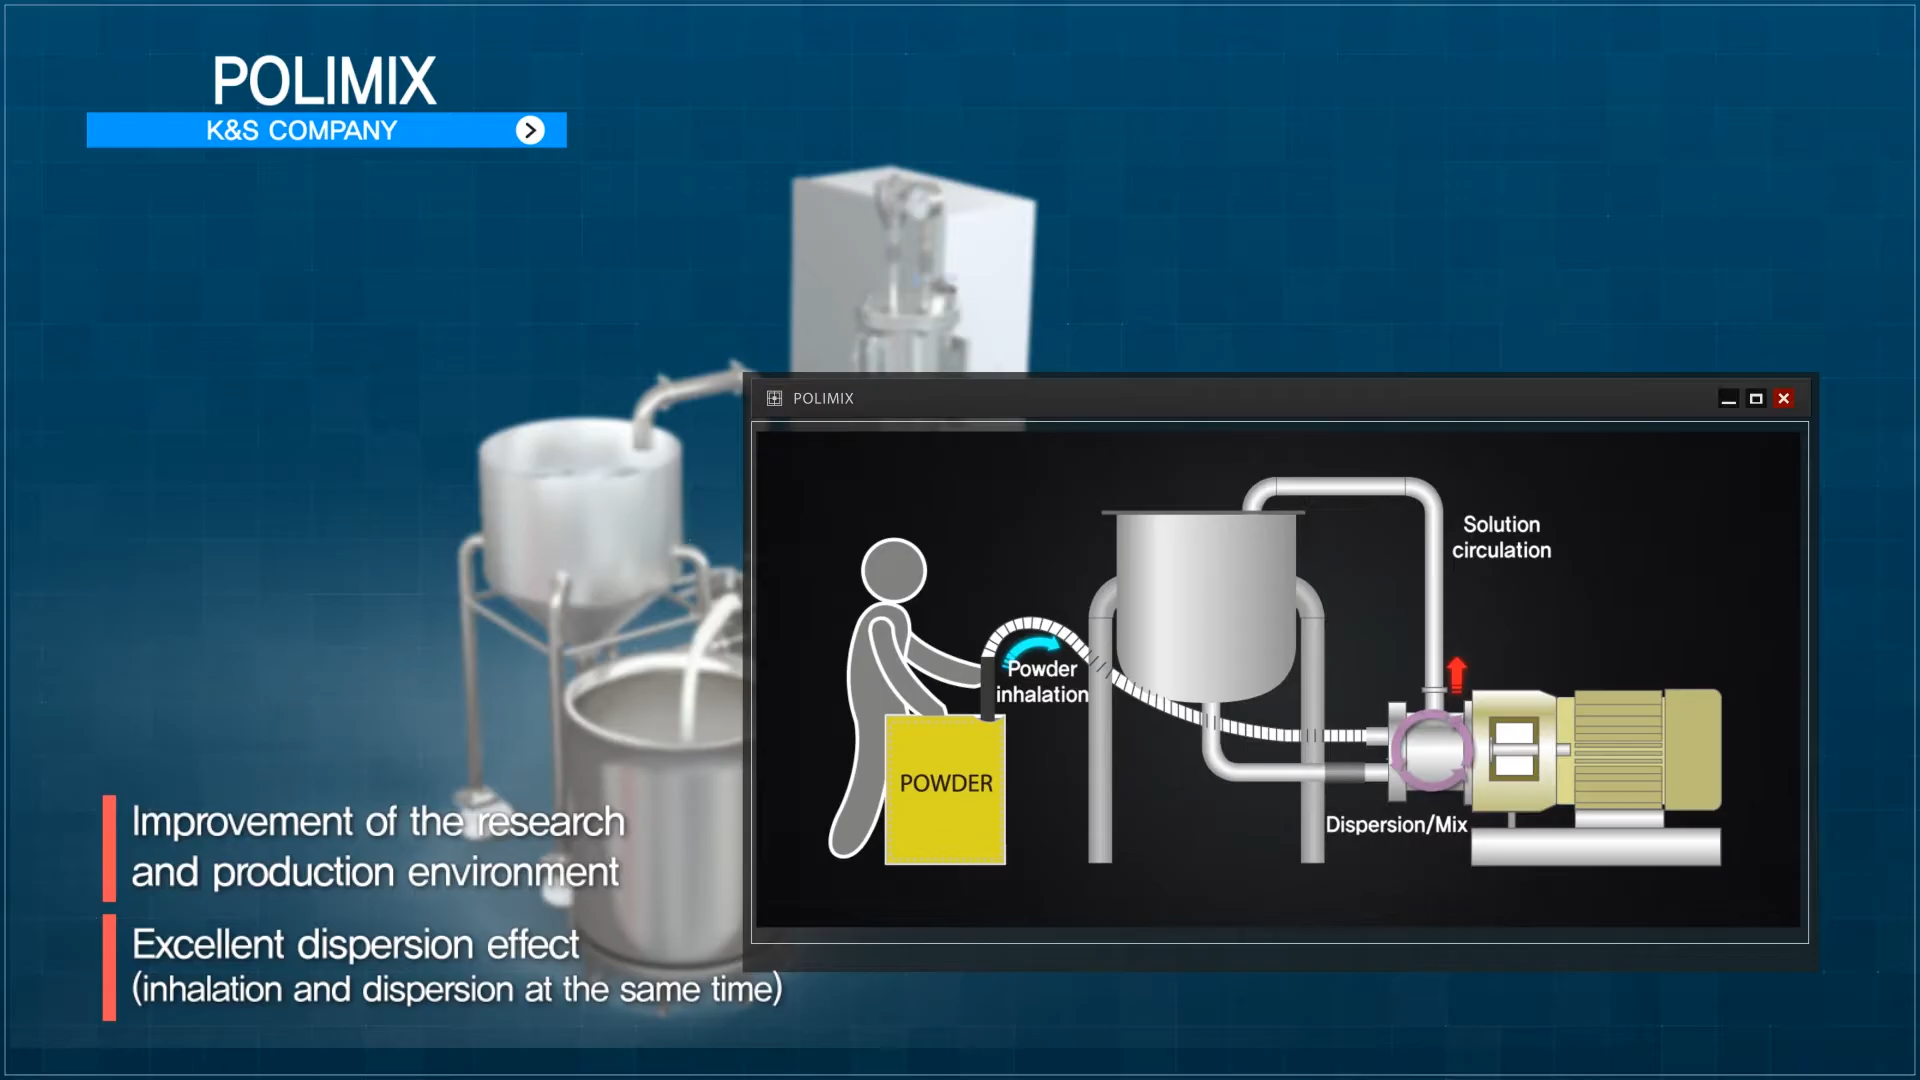 POLIMIX
K&S COMPANY
POLIMIX
Solution
circulation
Powder
inhalation
POWDER
Dispersion/Mix
Improvement of the research
and production environment
Excellent dispersion effect
(inhalation and dispersion at the same time)